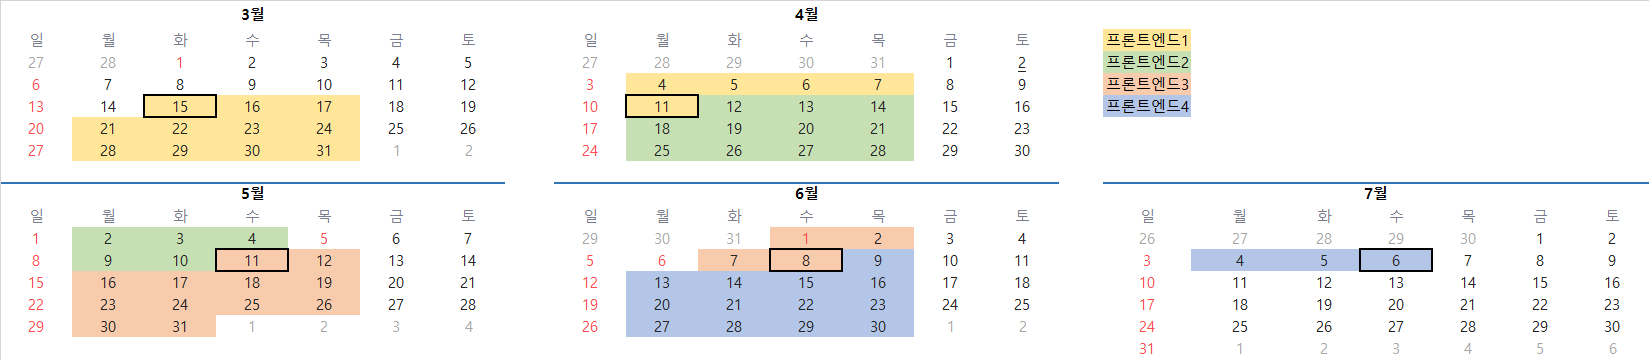 3월
일 월 화 수 목 금 토
27 28 1 2 3 4 5
6 7 8 9 10 11 12
13 14 15 16 17 18 19
20 21 22 23 24 25 26
27 28 29 30 31 1 2
4월
일 월 화 수 목 금 토
27 28 29 30 31 1 2
3 4 5 6 7 8 9
10 11 12 13 14 15 16
17 18 19 20 21 22 23
24 25 26 27 28 29 30
프론트엔드1
프론트엔드2
프론트엔드3
프론트엔드4
5월
일 월 화 수 목 금 토
1 2 3 4 5 6 7
8 9 10 11 12 13 14
15 16 17 18 19 20 21
22 23 24 25 26 27 28
29 30 31 1 2 3 4
6월
일 월 화 수 목 금 토
29 30 31 1 2 3 4
5 6 7 8 9 10 11
12 13 14 15 16 17 18
19 20 21 22 23 24 25
26 27 28 29 30 1 2
7월
일 월 화 수 목 금 토
26 27 28 29 30 1 2
3 4 5 6 7 8 9
10 11 12 13 14 15 16
17 18 19 20 21 22 23
24 25 26 27 28 29 30
31 1 2 3 4 5 6